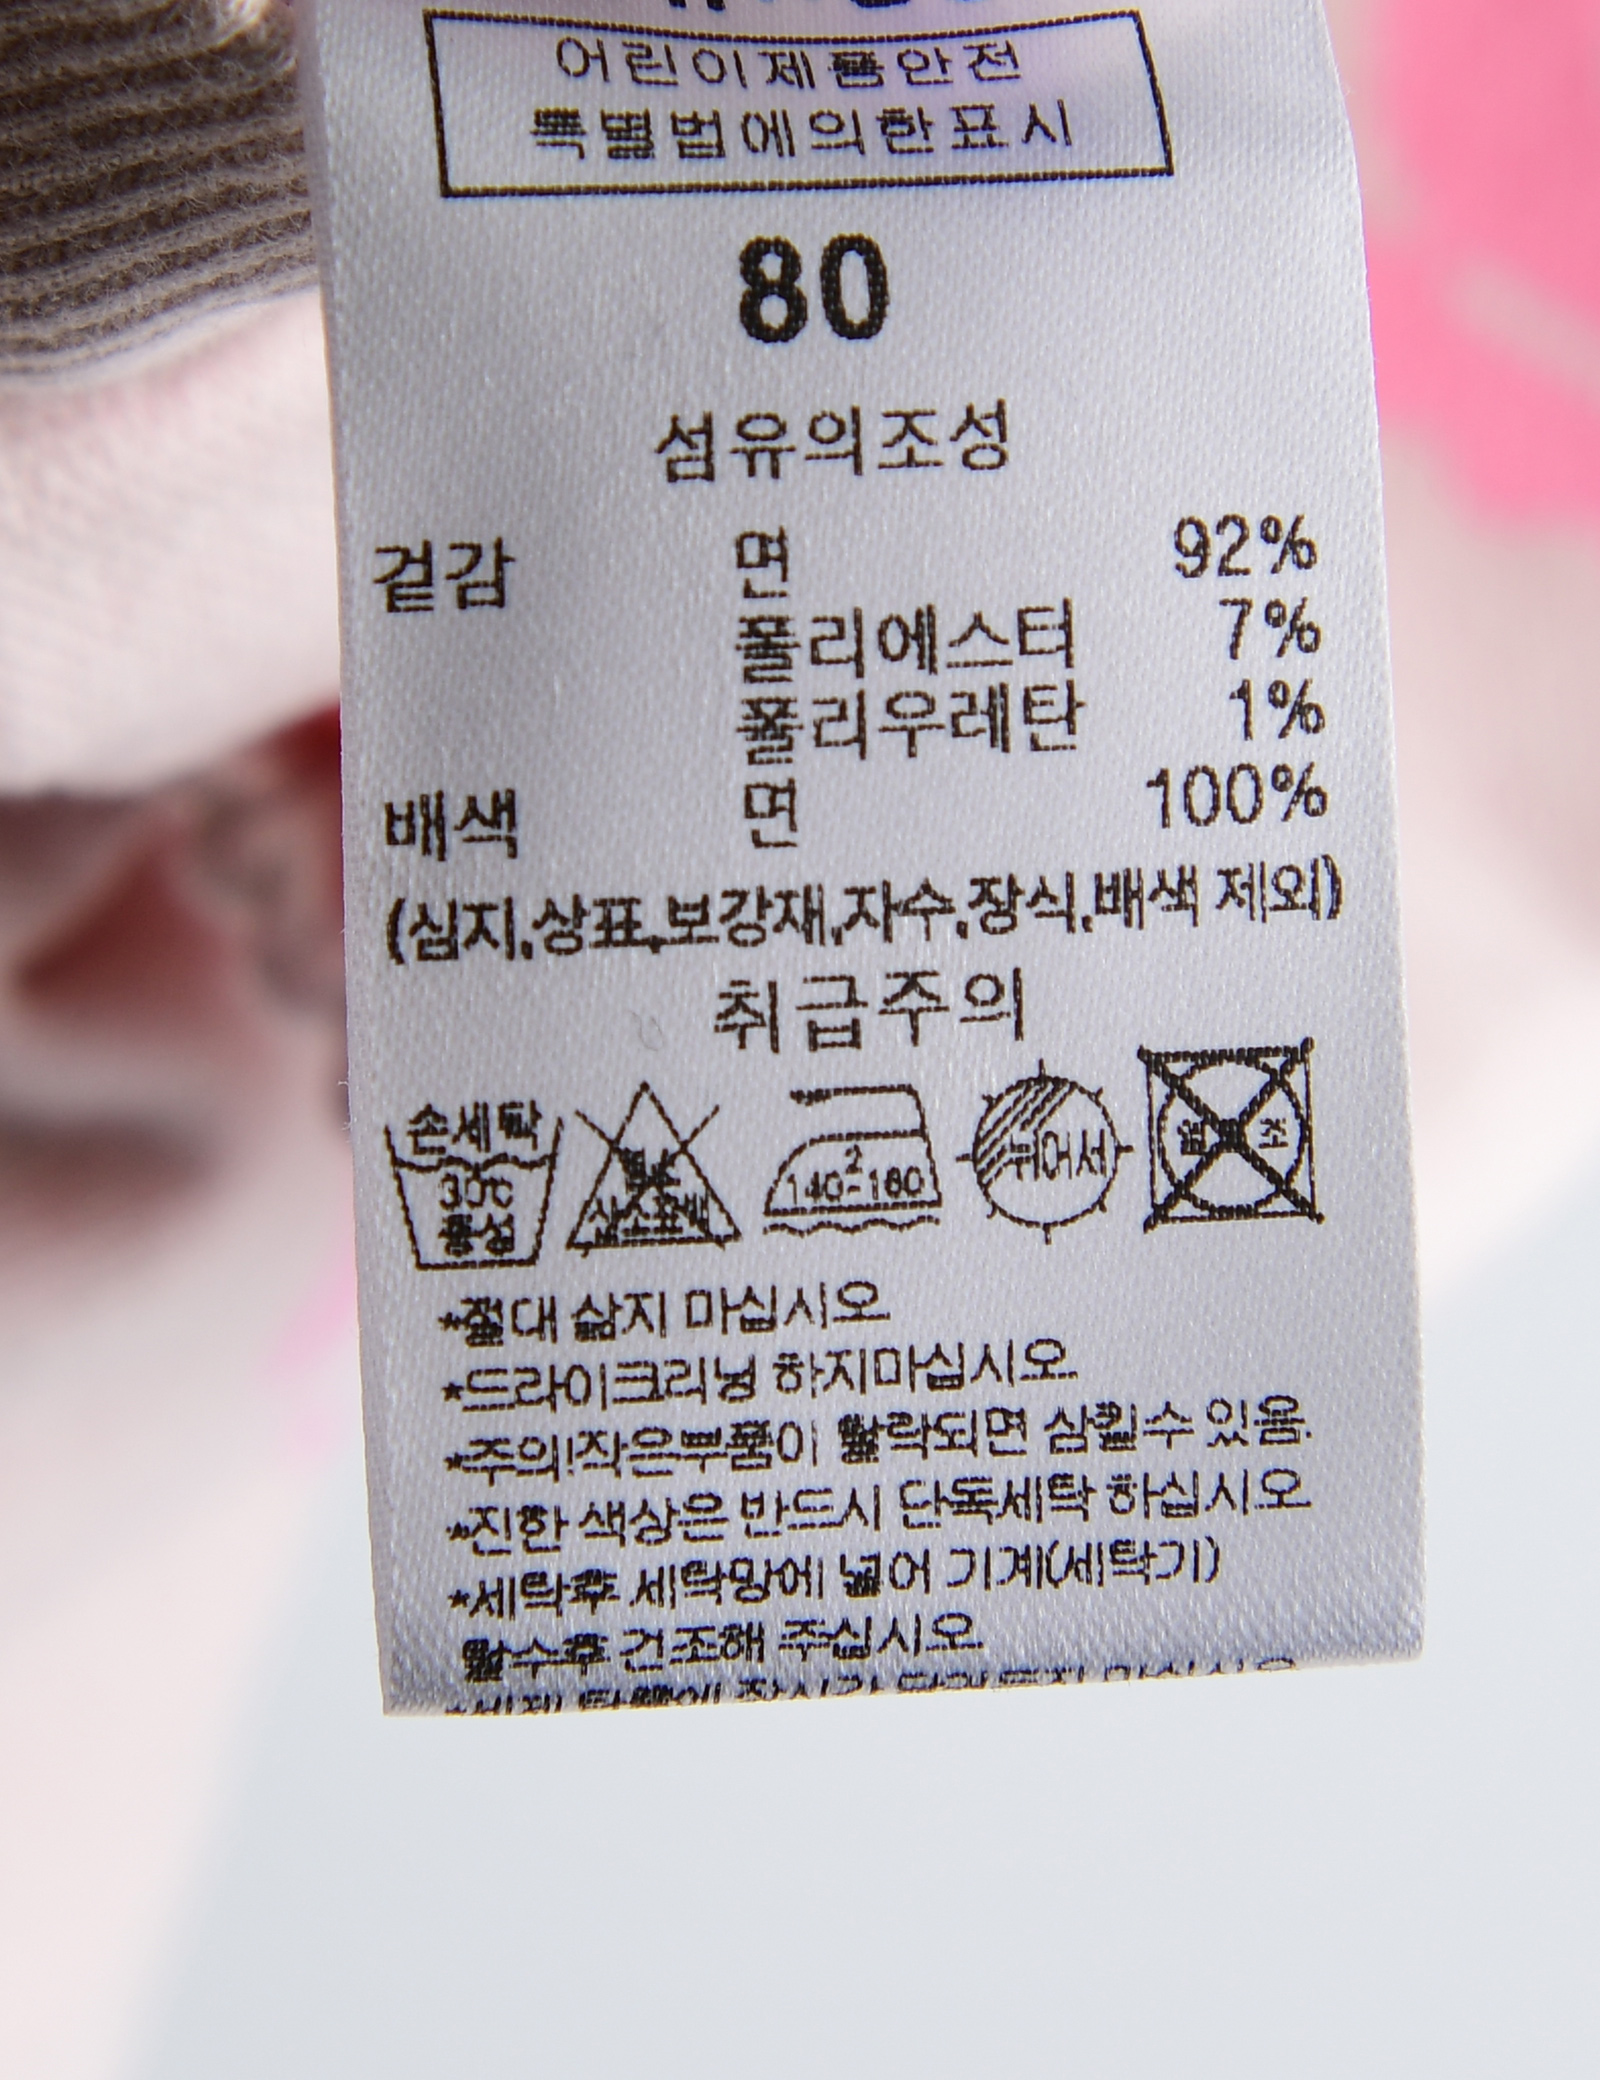 어린이제품안전
특별법에의한표시
80
섬유의조성
겉감 면 92%
폴리에스터 7%
폴리우레탄 1%
배색 면 100%
(심지,상표,보강재,자수,장식,배색 제외)
취급주의
손세탁 30℃ 중성
산소표백
2 140-160
뉘어서
조
*절대 삶지 마십시오
*드라이크리닝 하지마십시오
*주의!작은부품이 탈락되면 삼킬수 있음.
*진한 색상은 반드시 단독세탁 하십시오
*세탁후 세탁망에 넣어 기계(세탁기)
탈수후 건조해 주십시오